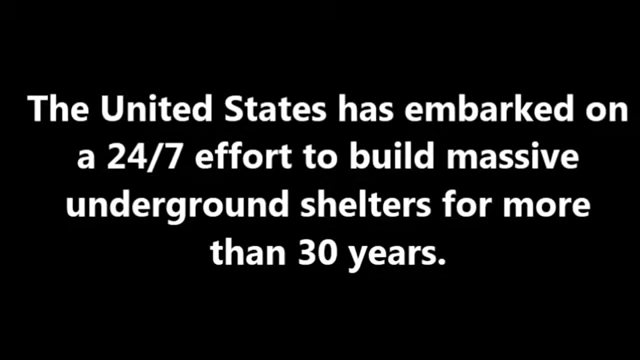 The United States has embarked on
a 24/7 effort to build massive
underground shelters for more
than 30 years.